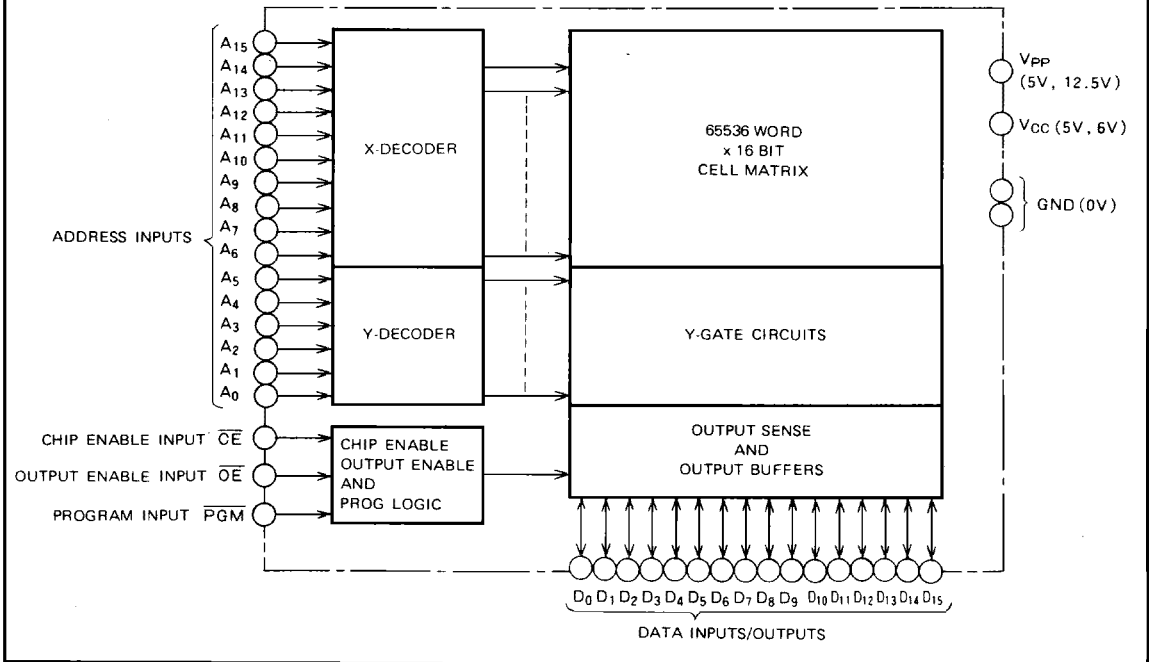 A15
A14
A13
A12
A11
A10
A9
A8
A7
A6
A5
A4
A3
A2
A1
A0
ADDRESS INPUTS
CHIP ENABLE INPUT C̅E̅
OUTPUT ENABLE INPUT O̅E̅
PROGRAM INPUT P̅G̅M̅
X-DECODER
Y-DECODER
CHIP ENABLE
OUTPUT ENABLE
AND
PROG LOGIC
65536 WORD
x 16 BIT
CELL MATRIX
Y-GATE CIRCUITS
OUTPUT SENSE
AND
OUTPUT BUFFERS
VPP
(5V, 12.5V)
VCC (5V, 6V)
GND (0V)
D0 D1 D2 D3 D4 D5 D6 D7 D8 D9 D10 D11 D12 D13 D14 D15
DATA INPUTS/OUTPUTS